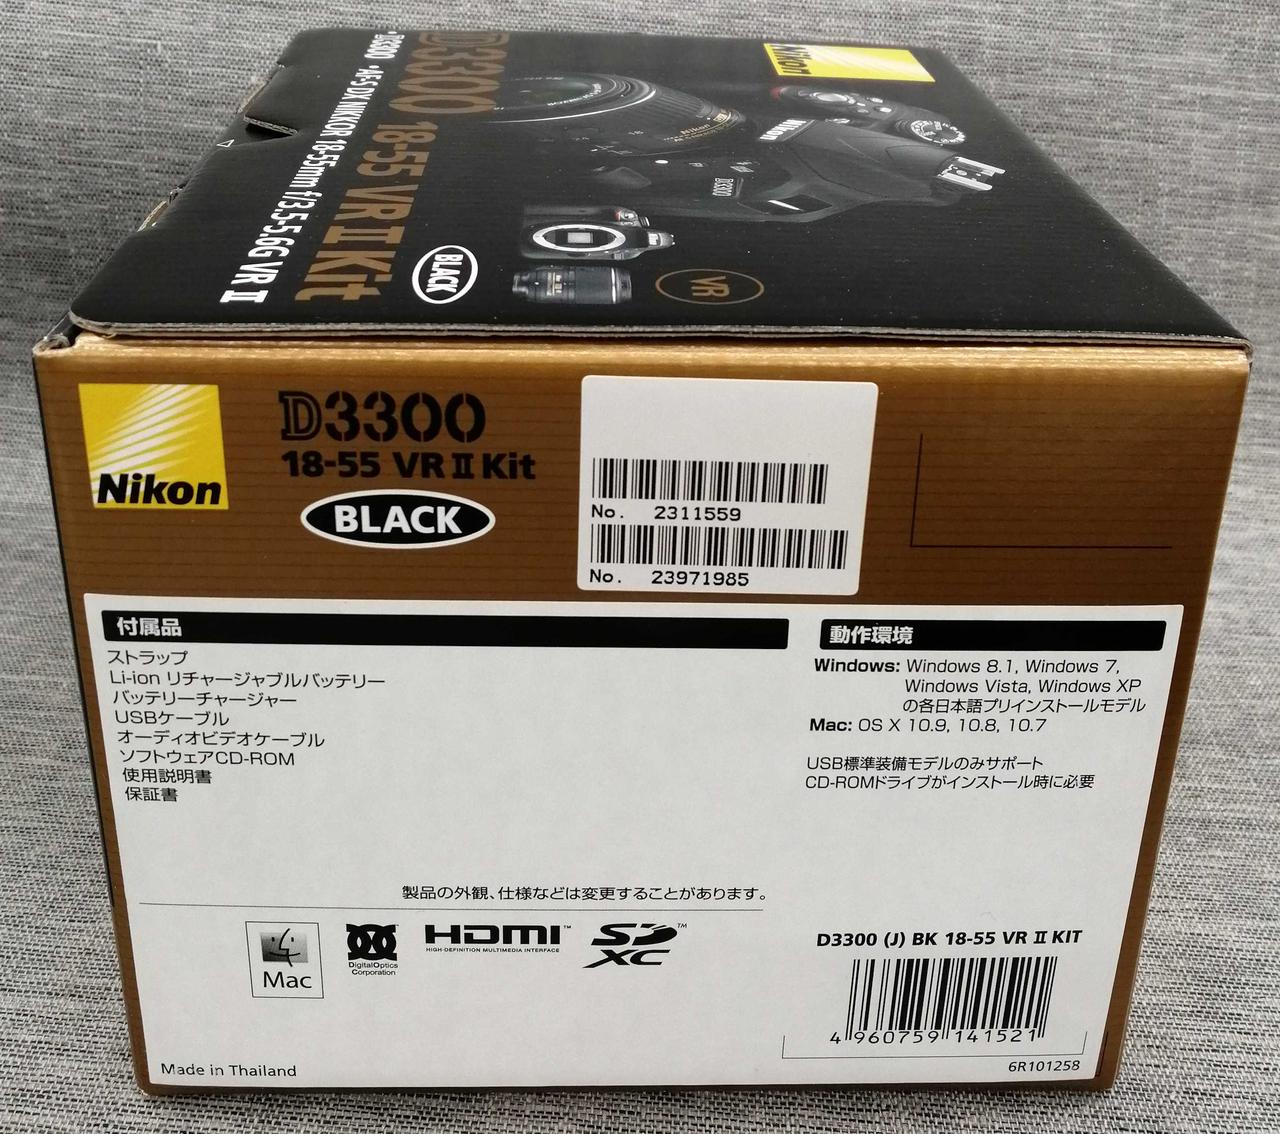 Nikon
D3300 18-55 VR II Kit
• D3300 • AF-S DX NIKKOR 18-55mm f/3.5-5.6G VR II
BLACK
VR
Nikon
D3300
Nikon
Nikon
D3300
18-55 VR II Kit
BLACK
No. 2311559
No. 23971985
付属品
ストラップ
Li-ion リチャージャブルバッテリー
バッテリーチャージャー
USBケーブル
オーディオビデオケーブル
ソフトウェアCD-ROM
使用説明書
保証書
動作環境
Windows: Windows 8.1, Windows 7,
Windows Vista, Windows XP
の各日本語プリインストールモデル
Mac: OS X 10.9, 10.8, 10.7
USB標準装備モデルのみサポート
CD-ROMドライブがインストール時に必要
製品の外観、仕様などは変更することがあります。
Mac
DigitalOptics
Corporation
HDMI™
HIGH-DEFINITION MULTIMEDIA INTERFACE
SD™
XC
D3300 (J) BK 18-55 VR II KIT
4 960759 141521
Made in Thailand
6R101258